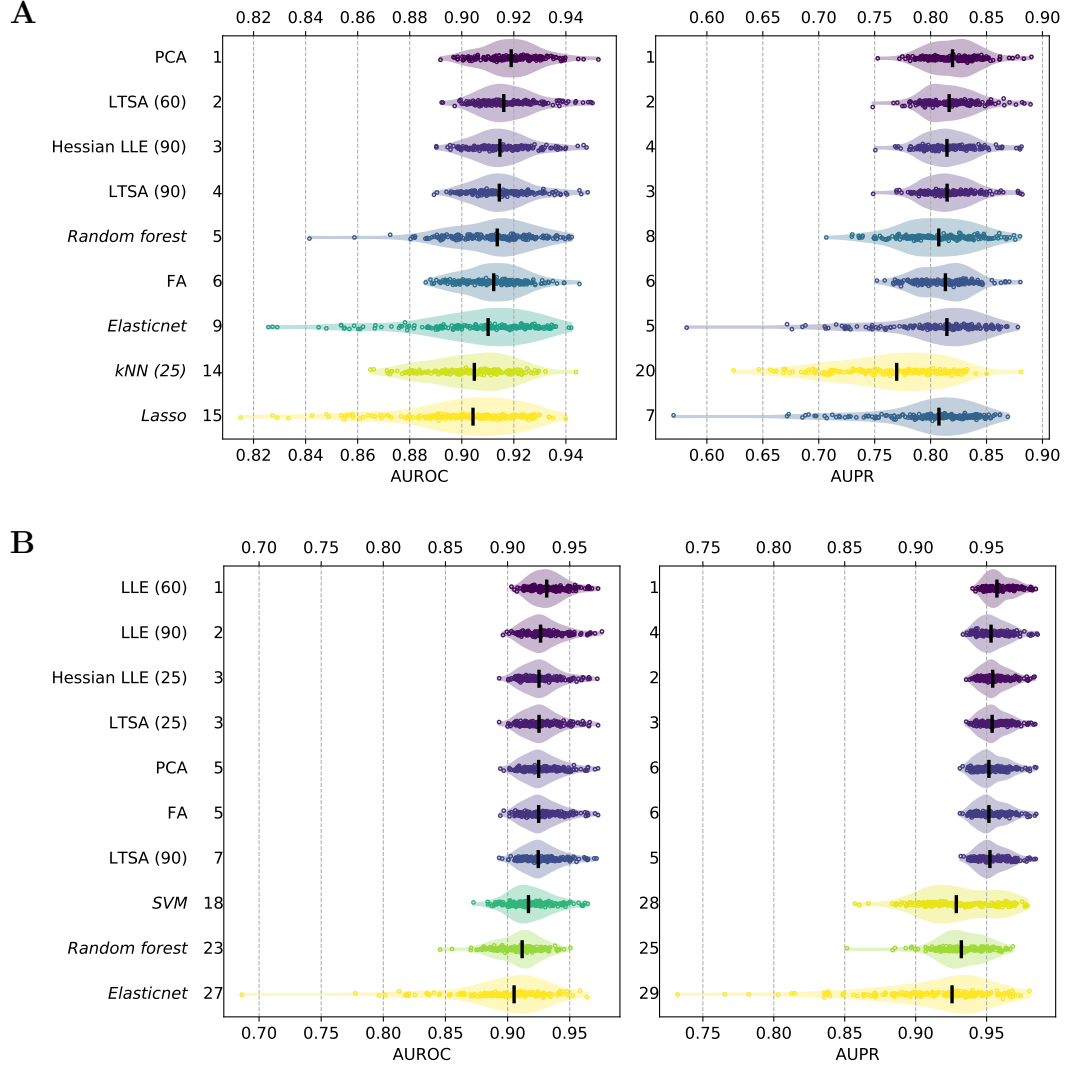 A
0.82 0.84 0.86 0.88 0.90 0.92 0.94 0.60 0.65 0.70 0.75 0.80 0.85 0.90
PCA 1 1
LTSA (60) 2 2
Hessian LLE (90) 3 4
LTSA (90) 4 3
Random forest 5 8
FA 6 6
Elasticnet 9 5
kNN (25) 14 20
Lasso 15 7
0.82 0.84 0.86 0.88 0.90 0.92 0.94 0.60 0.65 0.70 0.75 0.80 0.85 0.90
AUROC AUPR
B
0.70 0.75 0.80 0.85 0.90 0.95 0.75 0.80 0.85 0.90 0.95
LLE (60) 1 1
LLE (90) 2 4
Hessian LLE (25) 3 2
LTSA (25) 3 3
PCA 5 6
FA 5 6
LTSA (90) 7 5
SVM 18 28
Random forest 23 25
Elasticnet 27 29
0.70 0.75 0.80 0.85 0.90 0.95 0.75 0.80 0.85 0.90 0.95
AUROC AUPR